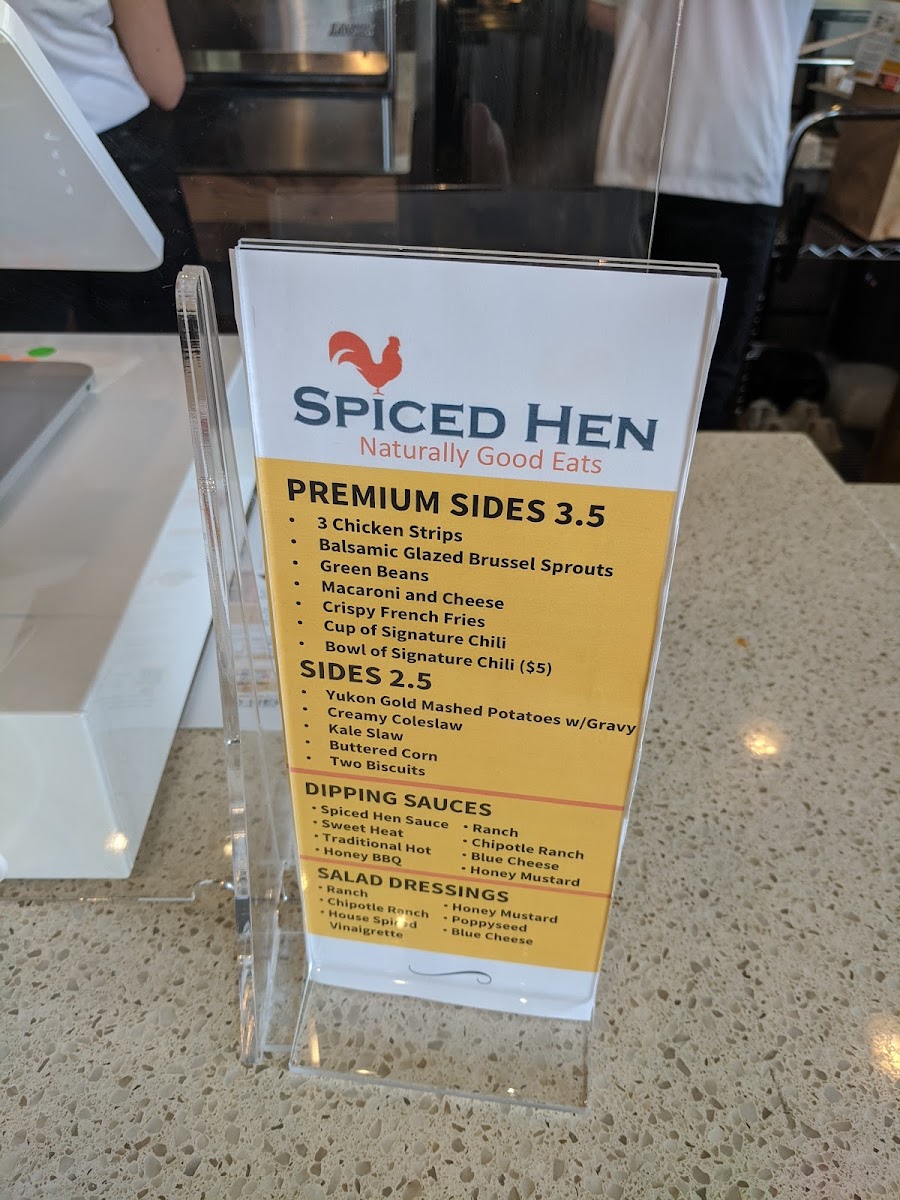 SPICED HEN
Naturally Good Eats
PREMIUM SIDES 3.5
• 3 Chicken Strips
• Balsamic Glazed Brussel Sprouts
• Green Beans
• Macaroni and Cheese
• Crispy French Fries
• Cup of Signature Chili
• Bowl of Signature Chili ($5)
SIDES 2.5
• Yukon Gold Mashed Potatoes w/Gravy
• Creamy Coleslaw
• Kale Slaw
• Buttered Corn
• Two Biscuits
DIPPING SAUCES
• Spiced Hen Sauce
• Sweet Heat
• Traditional Hot
• Honey BBQ
• Ranch
• Chipotle Ranch
• Blue Cheese
• Honey Mustard
SALAD DRESSINGS
• Ranch
• Chipotle Ranch
• House Spiced
Vinaigrette
• Honey Mustard
• Poppyseed
• Blue Cheese